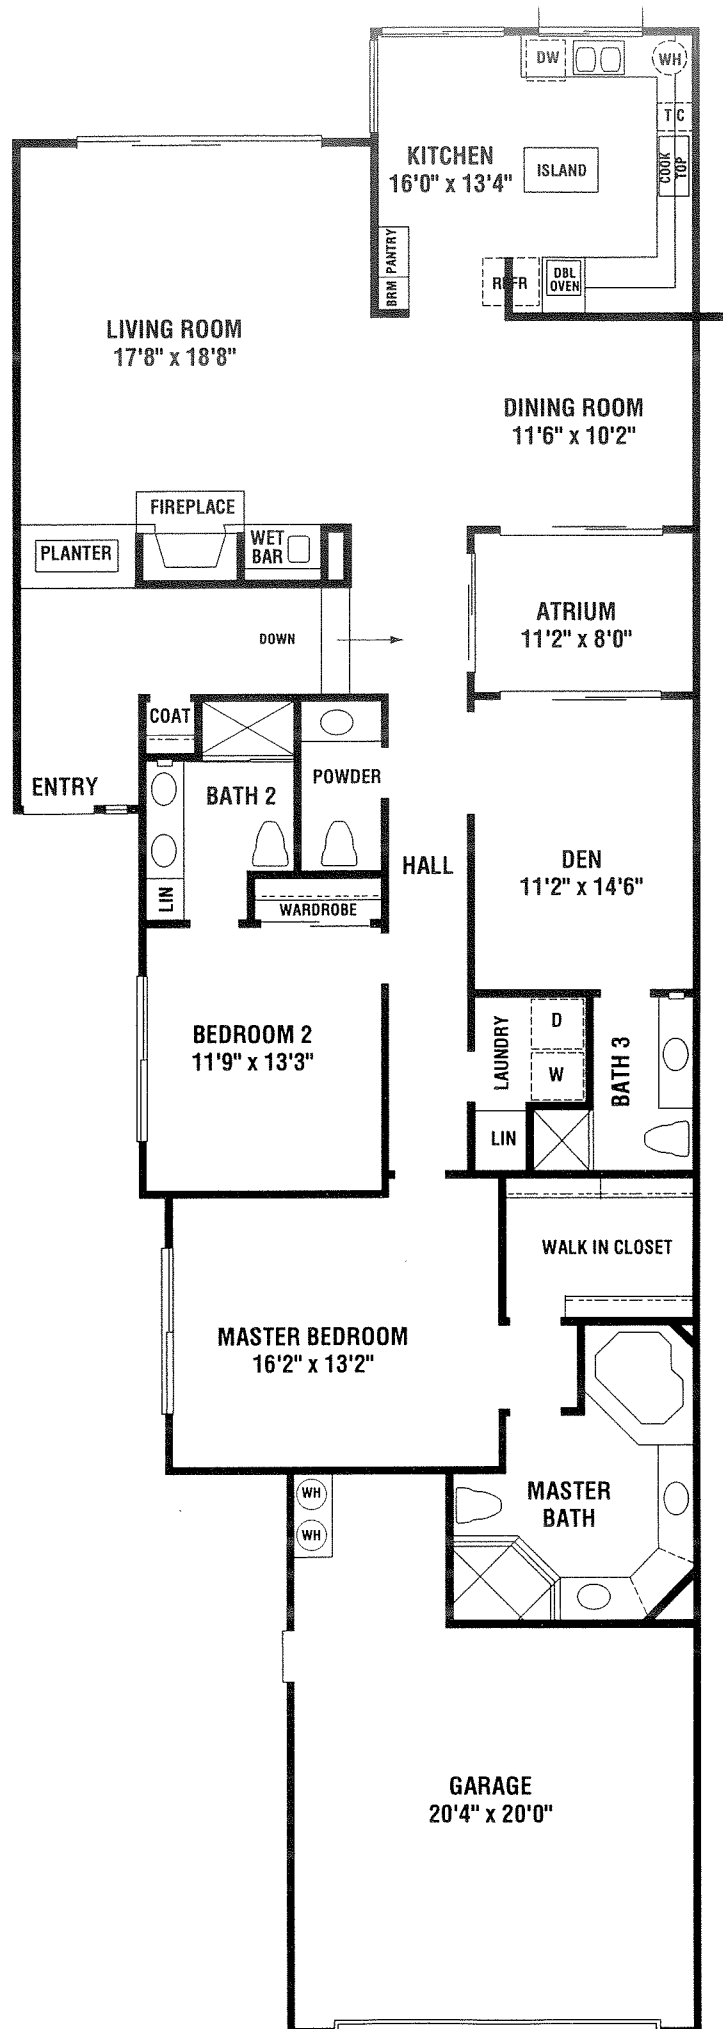 DW
WH
T C
KITCHEN
16'0" x 13'4"
ISLAND
COOK
TOP
PANTRY
BRM
REFR
DBL
OVEN
LIVING ROOM
17'8" x 18'8"
DINING ROOM
11'6" x 10'2"
FIREPLACE
PLANTER
WET
BAR
ATRIUM
11'2" x 8'0"
DOWN
COAT
ENTRY
BATH 2
POWDER
LIN
WARDROBE
HALL
DEN
11'2" x 14'6"
BEDROOM 2
11'9" x 13'3"
LAUNDRY
D
W
BATH 3
LIN
WALK IN CLOSET
MASTER BEDROOM
16'2" x 13'2"
WH
WH
MASTER
BATH
GARAGE
20'4" x 20'0"